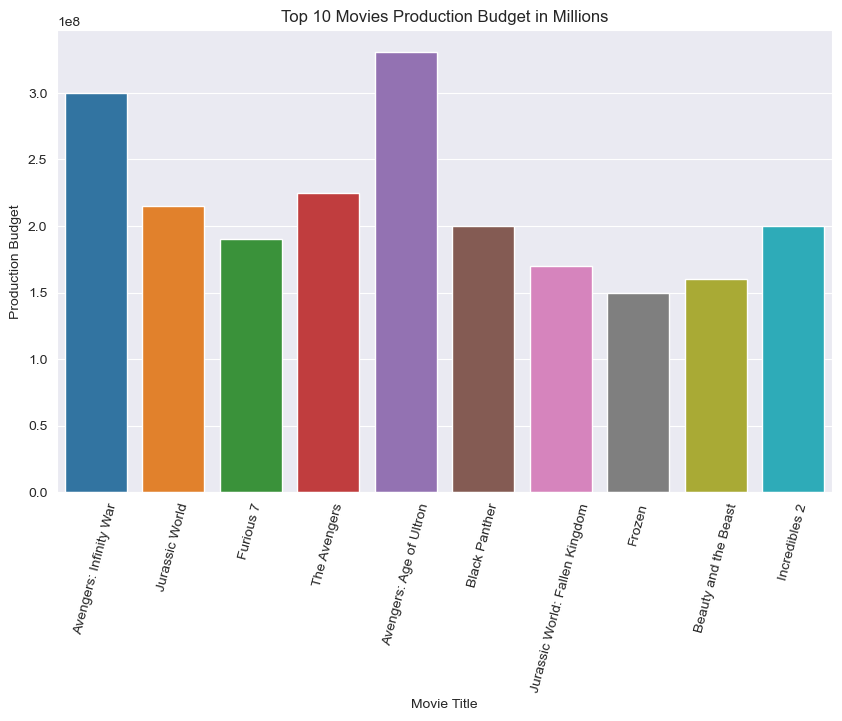 Top 10 Movies Production Budget in Millions
1e8
3.0
2.5
2.0
1.5
1.0
0.5
0.0
Production Budget
Avengers: Infinity War
Jurassic World
Furious 7
The Avengers
Avengers: Age of Ultron
Black Panther
Jurassic World: Fallen Kingdom
Frozen
Beauty and the Beast
Incredibles 2
Movie Title